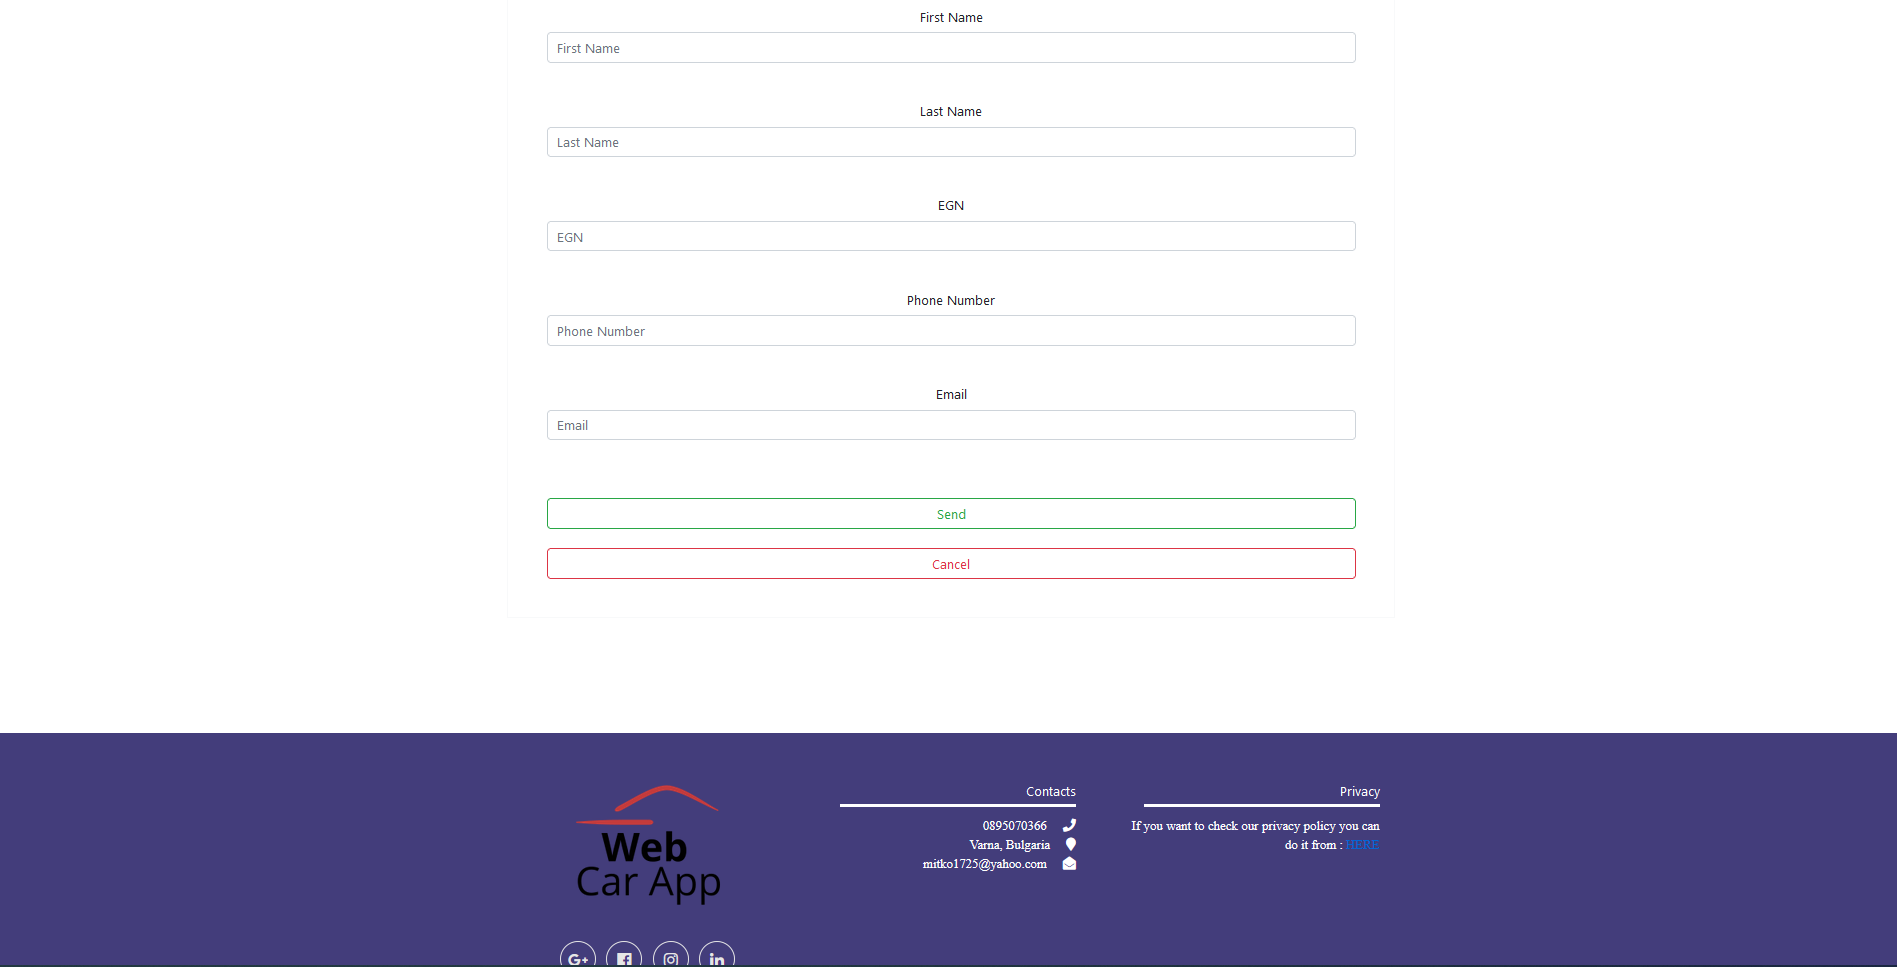 First Name
First Name
Last Name
Last Name
EGN
EGN
Phone Number
Phone Number
Email
Email
Send
Cancel
Web
Car App
Contacts
0895070366
Varna, Bulgaria
mitko1725@yahoo.com
Privacy
If you want to check our privacy policy you can
do it from : HERE
G+
in